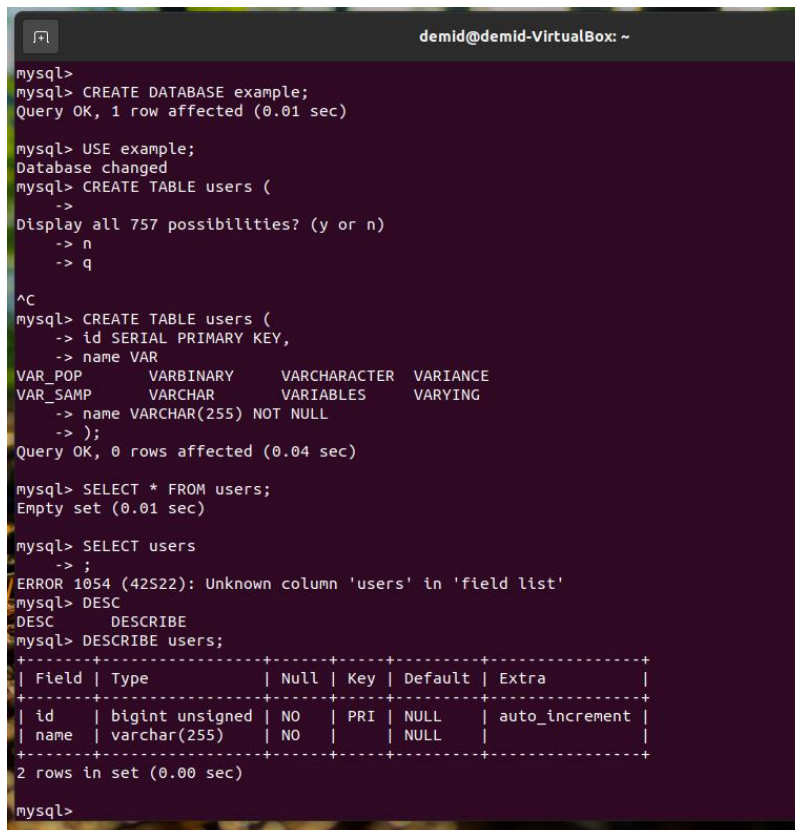 demid@demid-VirtualBox: ~
mysql>
mysql> CREATE DATABASE example;
Query OK, 1 row affected (0.01 sec)
mysql> USE example;
Database changed
mysql> CREATE TABLE users (
    ->
Display all 757 possibilities? (y or n)
    -> n
    -> q
^C
mysql> CREATE TABLE users (
    -> id SERIAL PRIMARY KEY,
    -> name VAR
VAR_POP       VARBINARY     VARCHARACTER  VARIANCE
VAR_SAMP      VARCHAR       VARIABLES     VARYING
    -> name VARCHAR(255) NOT NULL
    -> );
Query OK, 0 rows affected (0.04 sec)
mysql> SELECT * FROM users;
Empty set (0.01 sec)
mysql> SELECT users
    -> ;
ERROR 1054 (42S22): Unknown column 'users' in 'field list'
mysql> DESC
DESC      DESCRIBE
mysql> DESCRIBE users;
+-------+-----------------+------+-----+---------+----------------+
| Field | Type            | Null | Key | Default | Extra          |
+-------+-----------------+------+-----+---------+----------------+
| id    | bigint unsigned | NO   | PRI | NULL    | auto_increment |
| name  | varchar(255)    | NO   |     | NULL    |                |
+-------+-----------------+------+-----+---------+----------------+
2 rows in set (0.00 sec)
mysql>